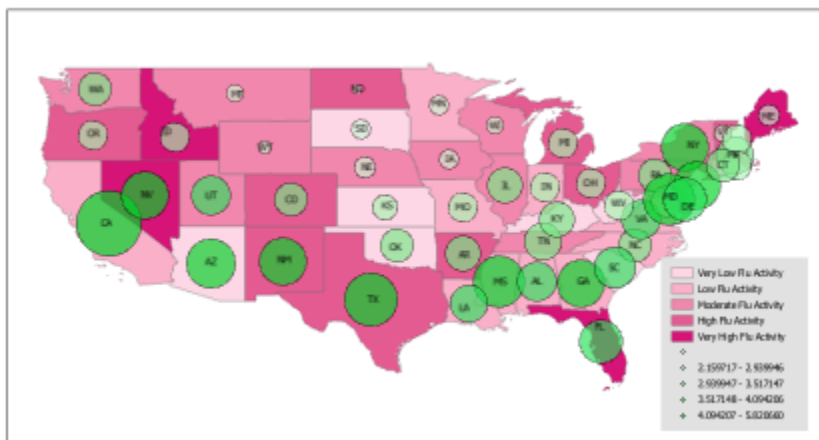 WA
MT
ND
MN
OR
ID
SD
WI
MI
ME
WY
NY
NE
IA
PA
CT
NV
UT
CO
IL
IN
OH
CA
KS
MO
WV
KY
VA
MD
DE
AZ
NM
OK
AR
TN
NC
TX
LA
MS
AL
GA
SC
FL
Very Low Flu Activity
Low Flu Activity
Moderate Flu Activity
High Flu Activity
Very High Flu Activity
2.159717 - 2.939946
2.939947 - 3.517147
3.517148 - 4.094206
4.094207 - 5.828660